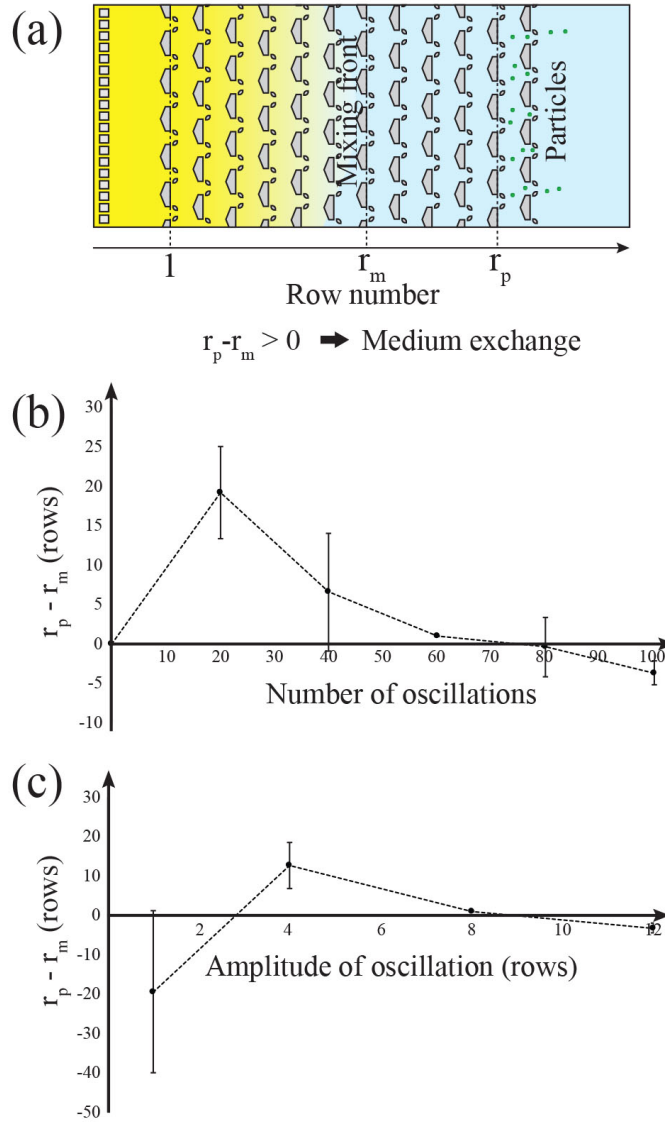 (a)
Mixing front
Particles
1 r_m r_p
Row number
r_p-r_m > 0 ➡ Medium exchange
(b)
r_p - r_m (rows)
30
25
20
15
10
5
0
-5
-10
10 20 30 40 50 60 70 80 90 100
Number of oscillations
(c)
r_p - r_m (rows)
30
20
10
0
-10
-20
-30
-40
-50
2 4 6 8 10 12
Amplitude of oscillation (rows)